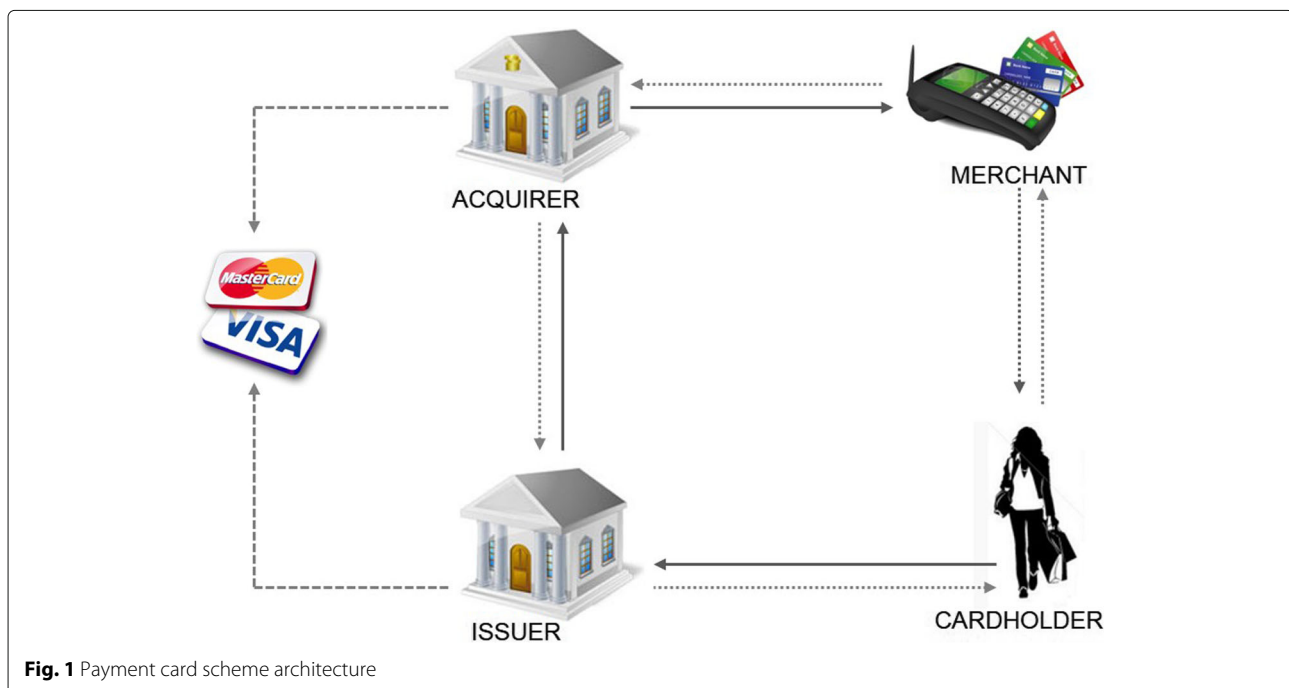 ACQUIRER
MERCHANT
MasterCard
VISA
ISSUER
CARDHOLDER
Fig. 1 Payment card scheme architecture